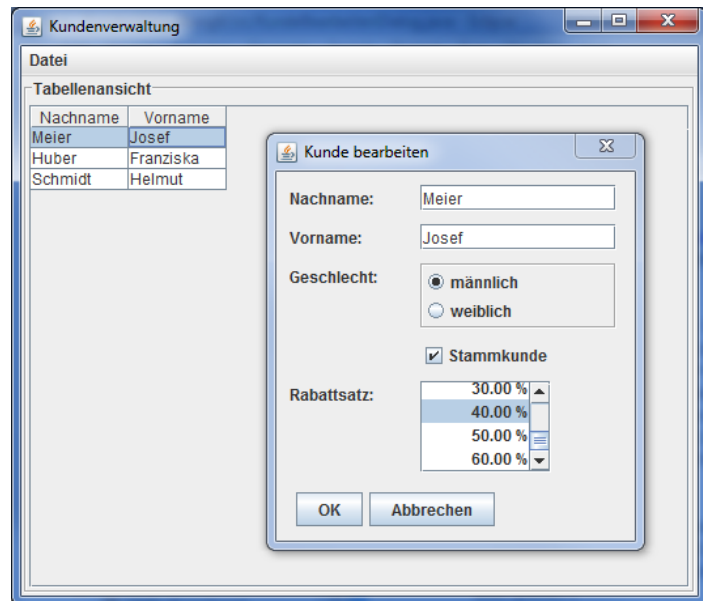 Kundenverwaltung
Datei
Tabellenansicht
Nachname Vorname
Meier Josef
Huber Franziska
Schmidt Helmut
Kunde bearbeiten
Nachname: Meier
Vorname: Josef
Geschlecht: männlich
weiblich
Stammkunde
Rabattsatz: 30.00 %
40.00 %
50.00 %
60.00 %
OK Abbrechen